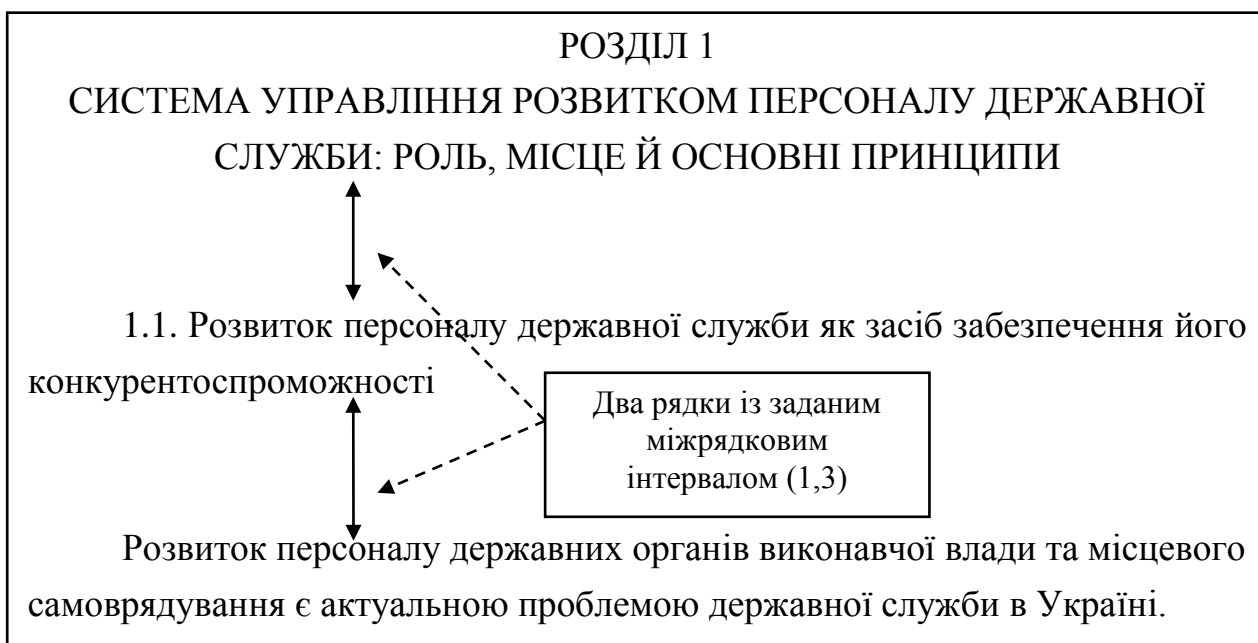 РОЗДІЛ 1
СИСТЕМА УПРАВЛІННЯ РОЗВИТКОМ ПЕРСОНАЛУ ДЕРЖАВНОЇ
СЛУЖБИ: РОЛЬ, МІСЦЕ Й ОСНОВНІ ПРИНЦИПИ
1.1. Розвиток персоналу державної служби як засіб забезпечення його
конкурентоспроможності
Два рядки із заданим
міжрядковим
інтервалом (1,3)
Розвиток персоналу державних органів виконавчої влади та місцевого
самоврядування є актуальною проблемою державної служби в Україні.